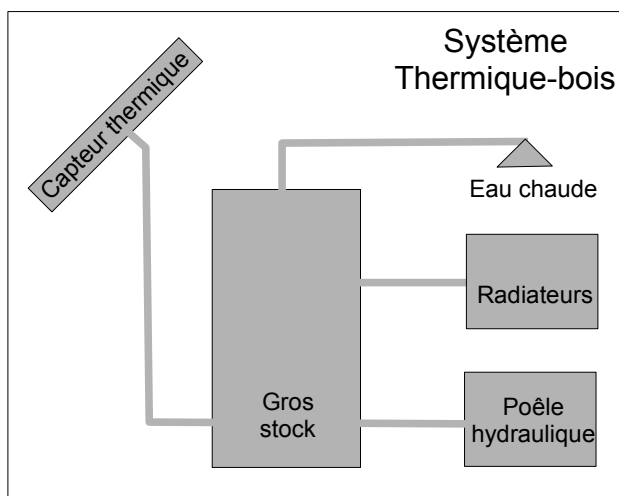 Système
Thermique-bois
Capteur thermique
Eau chaude
Radiateurs
Gros
stock
Poêle
hydraulique